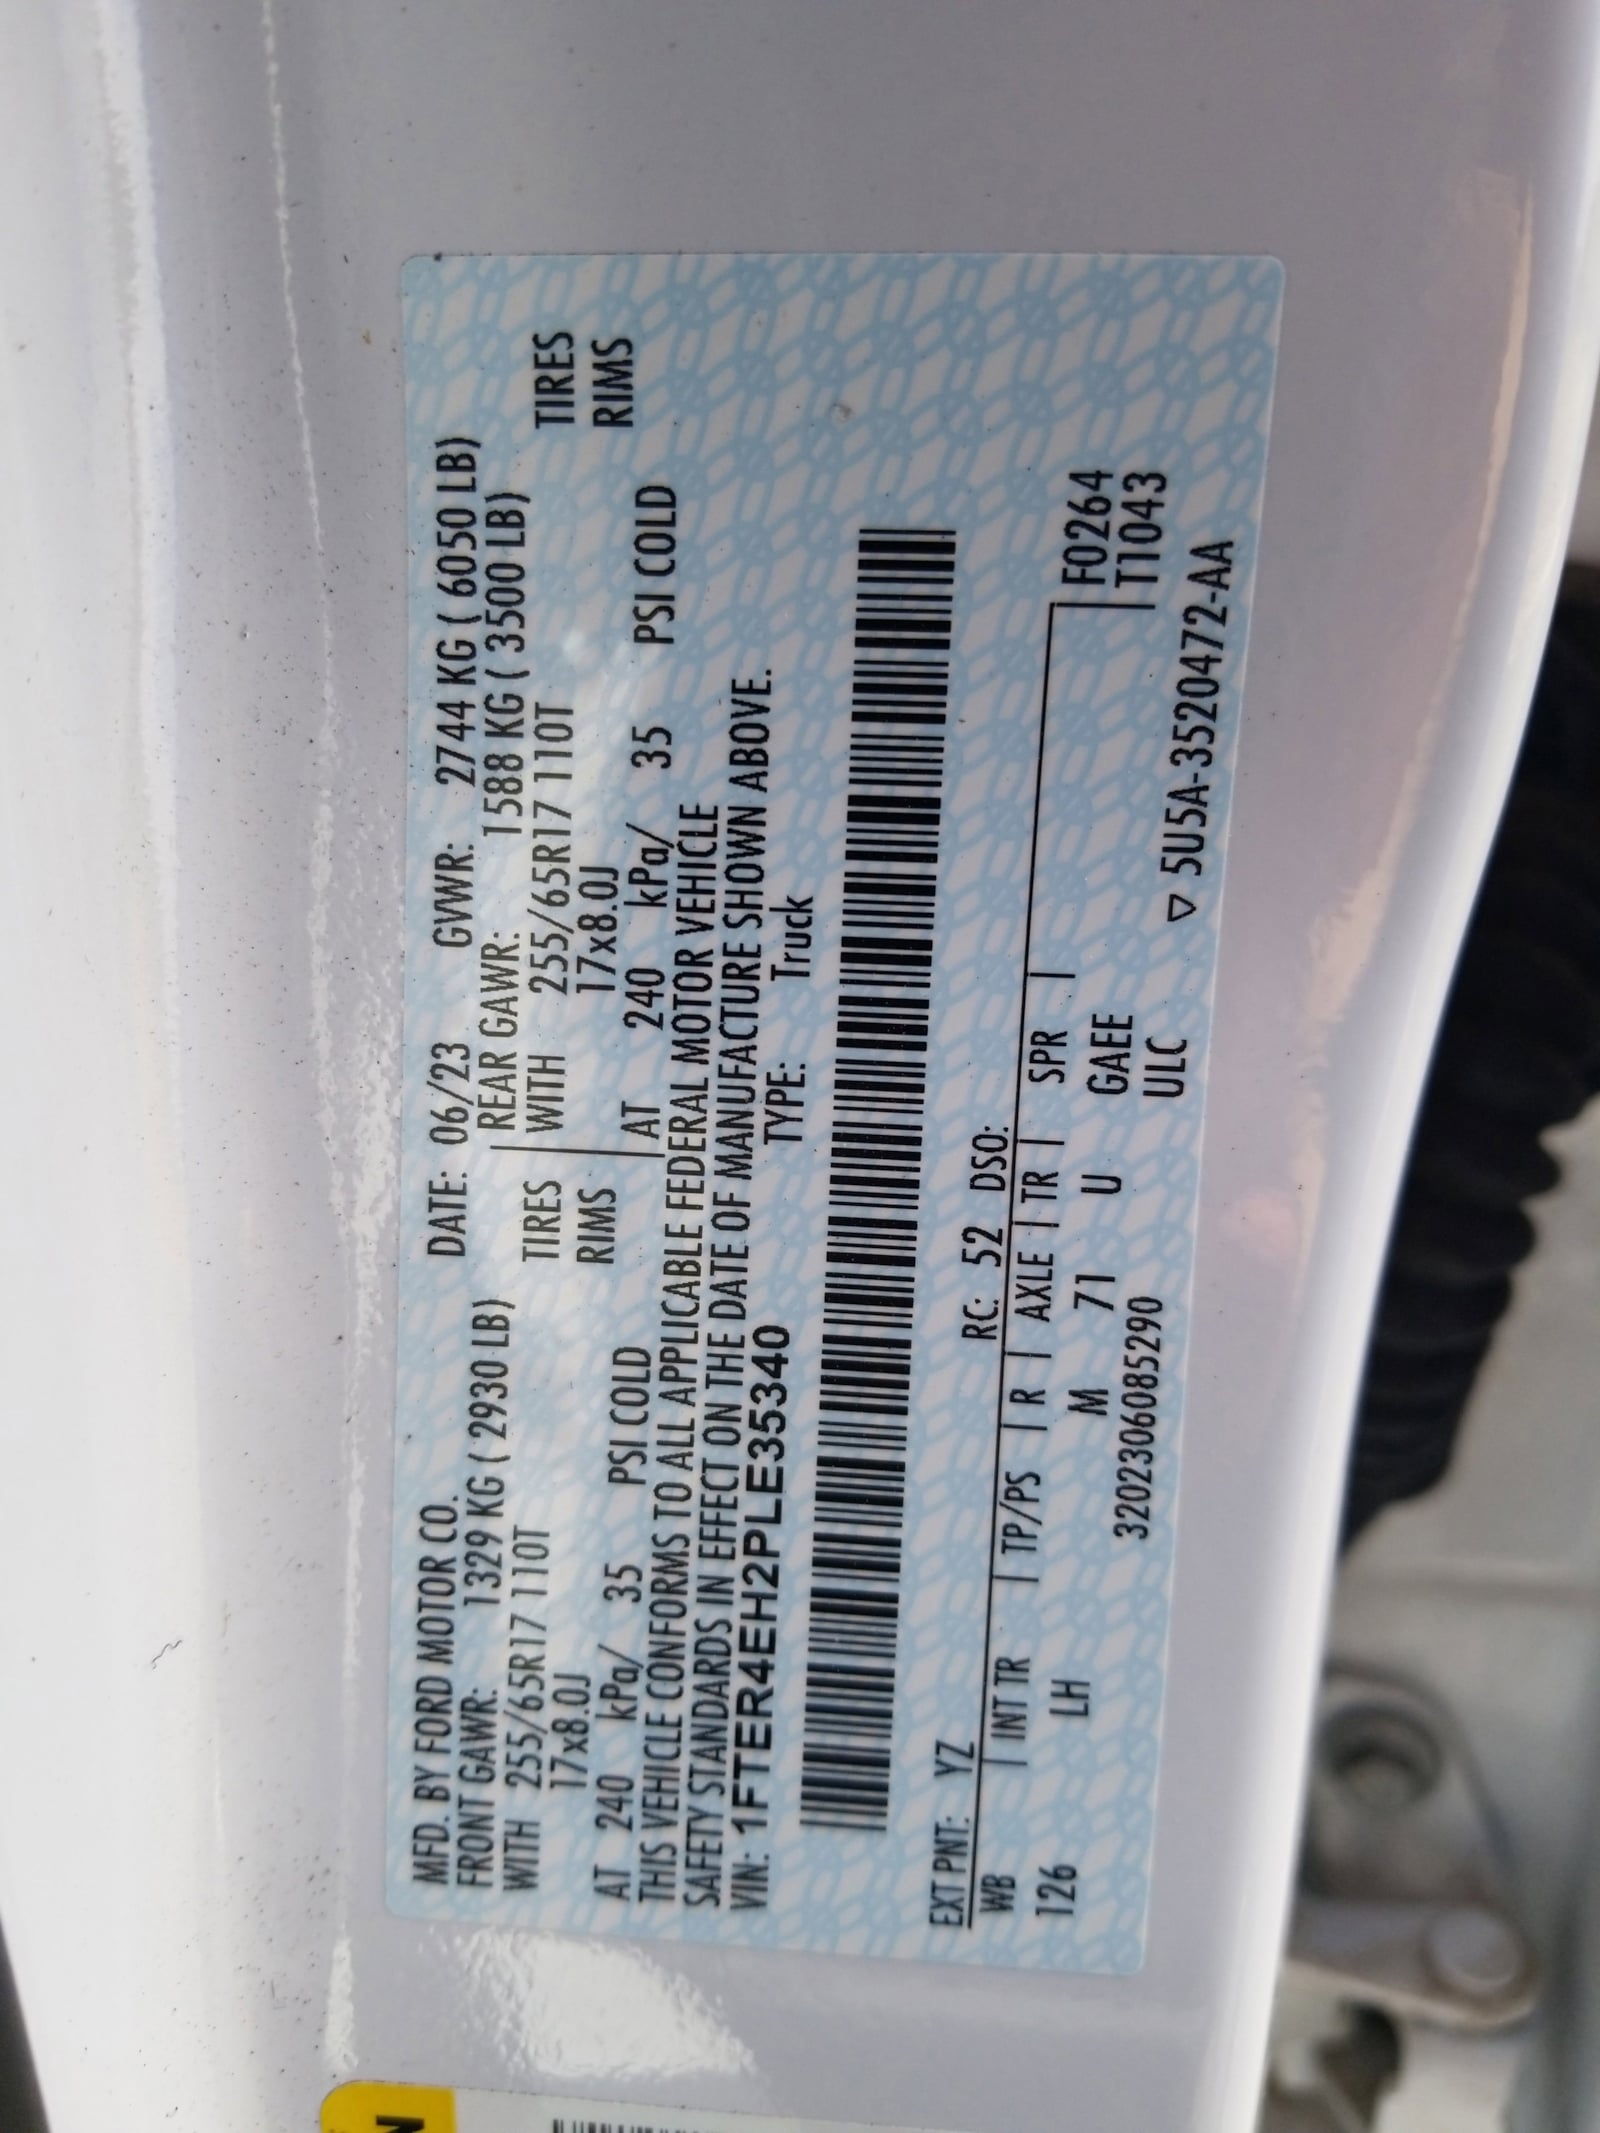 MFD. BY FORD MOTOR CO. DATE: 06/23 GVWR: 2744 KG ( 6050 LB)
FRONT GAWR: 1329 KG ( 2930 LB) REAR GAWR: 1588 KG ( 3500 LB)
WITH 255/65R17 110T TIRES WITH 255/65R17 110T TIRES
17x8.0J RIMS 17x8.0J RIMS
AT 240 kPa/ 35 PSI COLD AT 240 kPa/ 35 PSI COLD
THIS VEHICLE CONFORMS TO ALL APPLICABLE FEDERAL MOTOR VEHICLE
SAFETY STANDARDS IN EFFECT ON THE DATE OF MANUFACTURE SHOWN ABOVE.
VIN: 1FTER4EH2PLE35340 TYPE: Truck
EXT PNT: YZ RC: 52 DSO:
WB | INT TR | TP/PS | R | AXLE | TR | SPR | F0264
126 LH M 71 U GAEE T1043
3202306085290 ULC
▽ 5U5A-3520472-AA
N